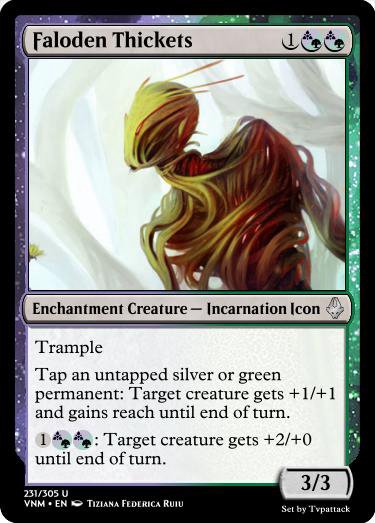 Faloden Thickets 1
Enchantment Creature — Incarnation Icon
Trample
Tap an untapped silver or green
permanent: Target creature gets +1/+1
and gains reach until end of turn.
1: Target creature gets +2/+0
until end of turn.
3/3
231/305 U
VNM • EN Tiziana Federica Ruiu
Set by Tvpattack